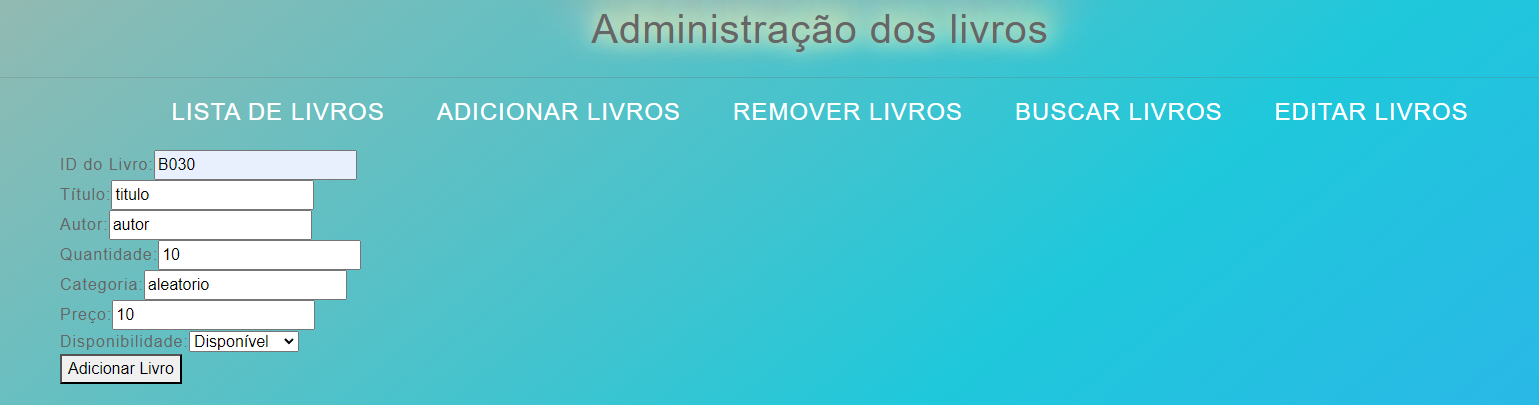 Administração dos livros
LISTA DE LIVROS ADICIONAR LIVROS REMOVER LIVROS BUSCAR LIVROS EDITAR LIVROS
ID do Livro: B030
Título: titulo
Autor: autor
Quantidade: 10
Categoria: aleatorio
Preço: 10
Disponibilidade: Disponível
Adicionar Livro